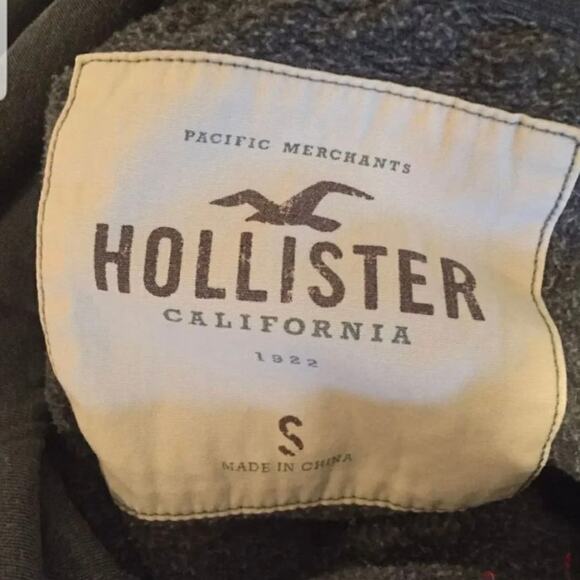 PACIFIC MERCHANTS
HOLLISTER
CALIFORNIA
1922
S
MADE IN CHINA